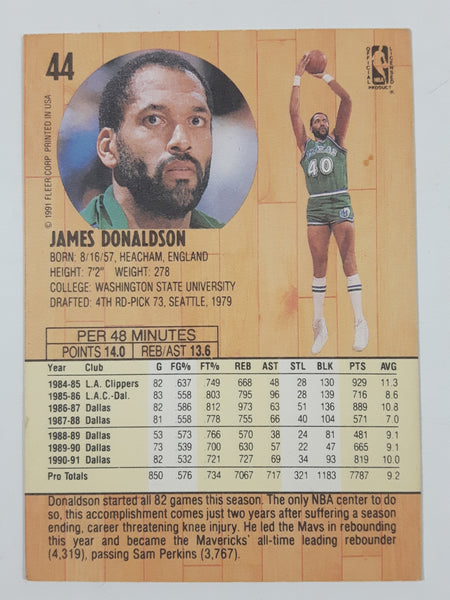 44
© 1991 FLEER CORP. PRINTED IN USA
OFFICIAL LICENSED
NBA
PRODUCT
40
JAMES DONALDSON
BORN: 8/16/57, HEACHAM, ENGLAND
HEIGHT: 7'2" WEIGHT: 278
COLLEGE: WASHINGTON STATE UNIVERSITY
DRAFTED: 4TH RD-PICK 73, SEATTLE, 1979
PER 48 MINUTES
POINTS 14.0 REB/AST 13.6
Year Club G FG% FT% REB AST STL BLK PTS AVG
1984-85 L.A. Clippers 82 .637 .749 668 48 28 130 929 11.3
1985-86 L.A.C.-Dal. 83 .558 .803 795 96 28 139 716 8.6
1986-87 Dallas 82 .586 .812 973 63 51 136 889 10.8
1987-88 Dallas 81 .558 .778 755 66 40 104 571 7.0
1988-89 Dallas 53 .573 .766 570 38 24 81 481 9.1
1989-90 Dallas 73 .539 .700 630 57 22 47 665 9.1
1990-91 Dallas 82 .532 .721 727 69 34 93 819 10.0
Pro Totals 850 .576 .734 7067 717 321 1183 7787 9.2
Donaldson started all 82 games this season. The only NBA center to do
so, this accomplishment comes just two years after suffering a season
ending, career threatening knee injury. He led the Mavs in rebounding
this year and became the Mavericks' all-time leading rebounder
(4,319), passing Sam Perkins (3,767).